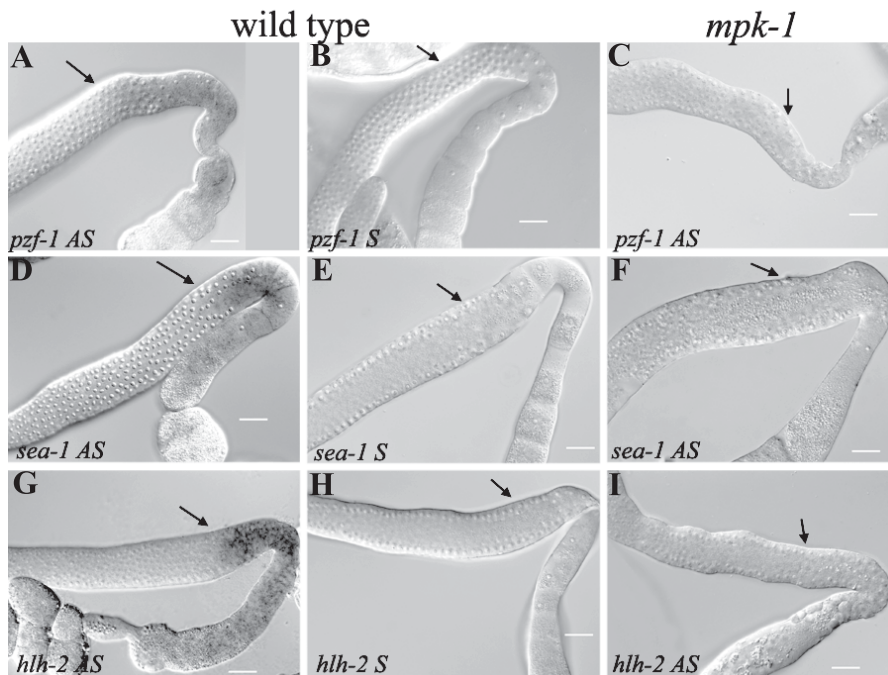 wild type mpk-1
A B C
pzf-1 AS pzf-1 S pzf-1 AS
D E F
sea-1 AS sea-1 S sea-1 AS
G H I
hlh-2 AS hlh-2 S hlh-2 AS